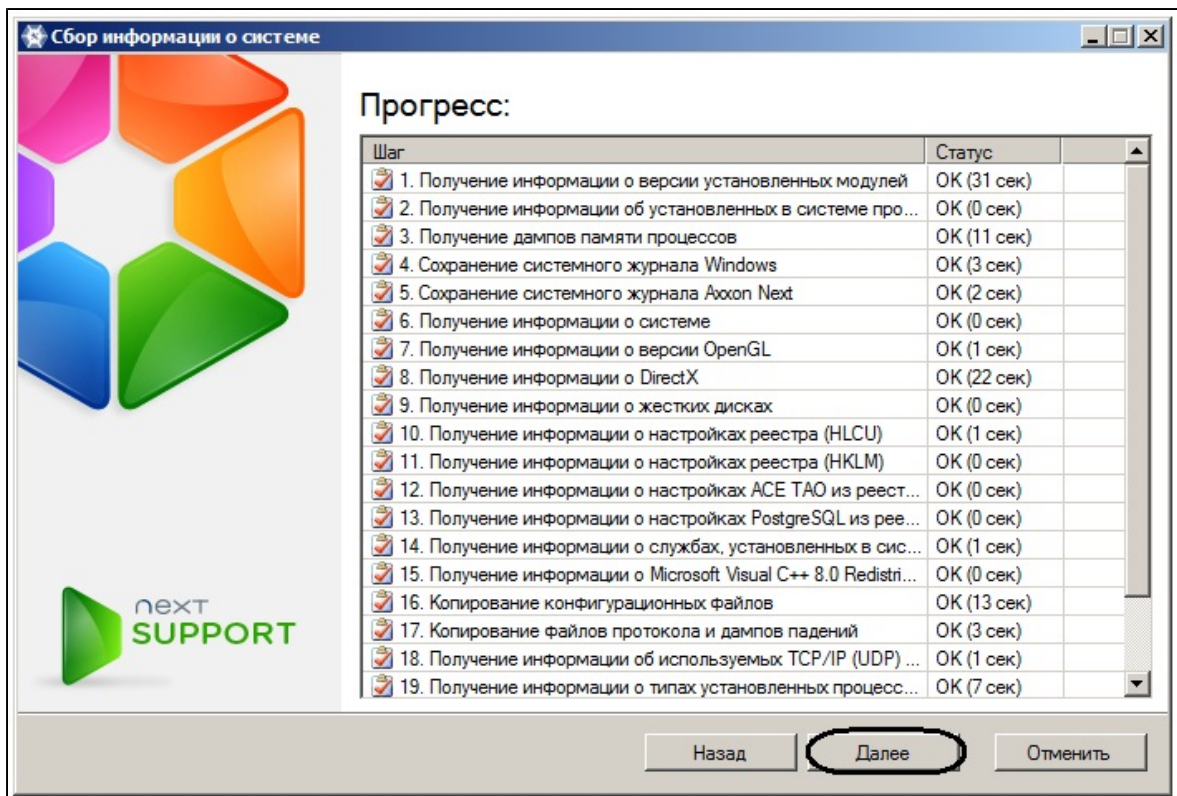 Сбор информации о системе
Прогресс:
Шаг Статус
1. Получение информации о версии установленных модулей OK (31 сек)
2. Получение информации об установленных в системе про... OK (0 сек)
3. Получение дампов памяти процессов OK (11 сек)
4. Сохранение системного журнала Windows OK (3 сек)
5. Сохранение системного журнала Axxon Next OK (2 сек)
6. Получение информации о системе OK (0 сек)
7. Получение информации о версии OpenGL OK (1 сек)
8. Получение информации о DirectX OK (22 сек)
9. Получение информации о жестких дисках OK (0 сек)
10. Получение информации о настройках реестра (HLCU) OK (1 сек)
11. Получение информации о настройках реестра (HKLM) OK (0 сек)
12. Получение информации о настройках ACE TAO из реест... OK (0 сек)
13. Получение информации о настройках PostgreSQL из рее... OK (0 сек)
14. Получение информации о службах, установленных в сис... OK (1 сек)
15. Получение информации о Microsoft Visual C++ 8.0 Redistri... OK (0 сек)
16. Копирование конфигурационных файлов OK (13 сек)
17. Копирование файлов протокола и дампов падений OK (3 сек)
18. Получение информации об используемых TCP/IP (UDP) ... OK (1 сек)
19. Получение информации о типах установленных процесс... OK (7 сек)
next
SUPPORT
Назад Далее Отменить